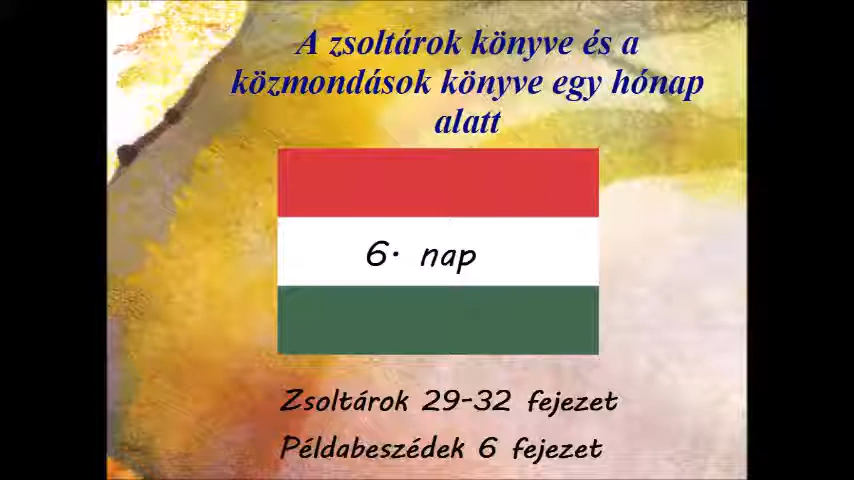 A zsoltárok könyve és a
közmondások könyve egy hónap
alatt
6. nap
Zsoltárok 29-32 fejezet
Példabeszédek 6 fejezet